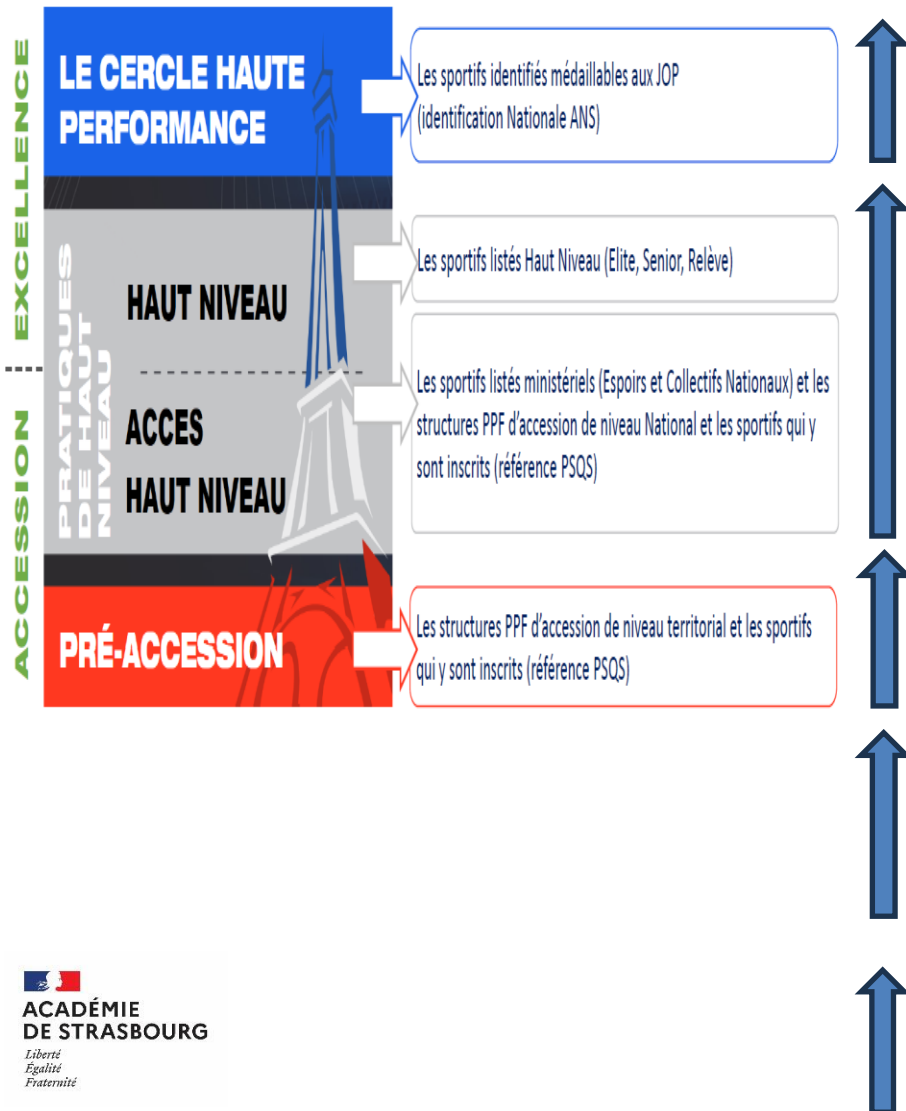 EXCELLENCE
ACCESSION
LE CERCLE HAUTE
PERFORMANCE
Les sportifs identifiés médaillables aux JOP
(identification Nationale ANS)
PRATIQUES
DE HAUT
NIVEAU
HAUT NIVEAU
Les sportifs listés Haut Niveau (Elite, Senior, Relève)
ACCES
HAUT NIVEAU
Les sportifs listés ministériels (Espoirs et Collectifs Nationaux) et les
structures PPF d’accession de niveau National et les sportifs qui y
sont inscrits (référence PSQS)
PRÉ-ACCESSION
Les structures PPF d’accession de niveau territorial et les sportifs
qui y sont inscrits (référence PSQS)
ACADÉMIE
DE STRASBOURG
Liberté
Égalité
Fraternité